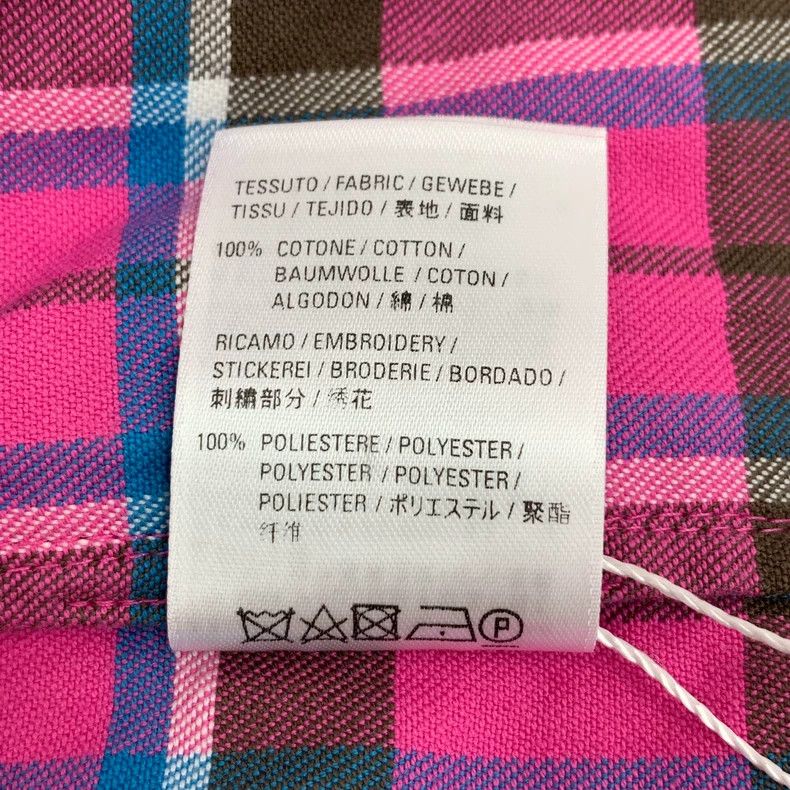 TESSUTO / FABRIC / GEWEBE /
TISSU / TEJIDO / 表地 / 面料
100% COTONE / COTTON /
BAUMWOLLE / COTON /
ALGODON / 綿 / 棉
RICAMO / EMBROIDERY /
STICKEREI / BRODERIE / BORDADO /
刺繍部分 / 绣花
100% POLIESTERE / POLYESTER /
POLYESTER / POLYESTER /
POLIESTER / ポリエステル / 聚酯
纤维
P